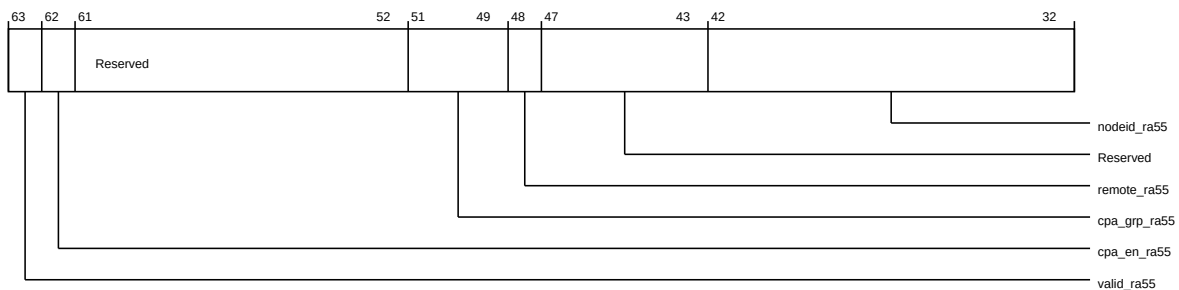 63 62 61 52 51 49 48 47 43 42 32
Reserved
nodeid_ra55
Reserved
remote_ra55
cpa_grp_ra55
cpa_en_ra55
valid_ra55